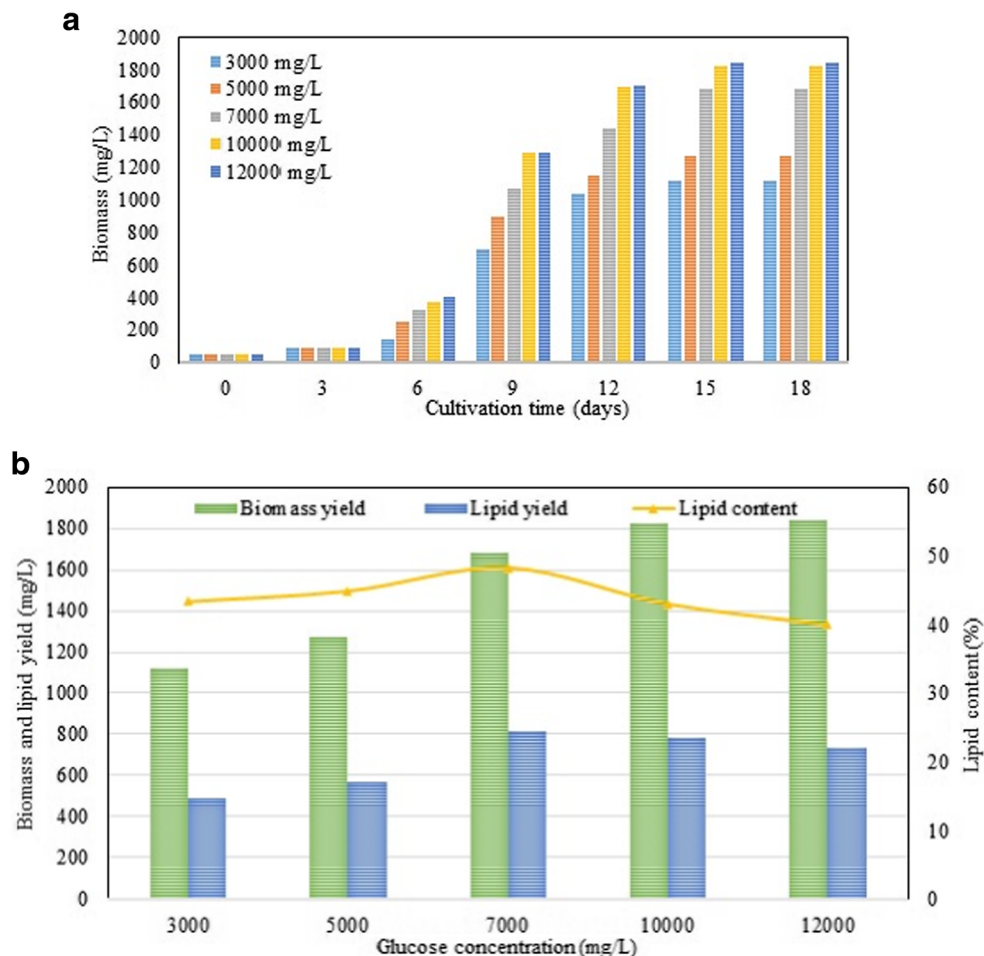 a
2000
1800
1600
1400
1200
1000
800
600
400
200
0
Biomass (mg/L)
3000 mg/L
5000 mg/L
7000 mg/L
10000 mg/L
12000 mg/L
0 3 6 9 12 15 18
Cultivation time (days)
b
2000
1800
1600
1400
1200
1000
800
600
400
200
0
Biomass and lipid yield (mg/L)
Biomass yield Lipid yield Lipid content
60
50
40
30
20
10
0
Lipid content (%)
3000 5000 7000 10000 12000
Glucose concentration (mg/L)